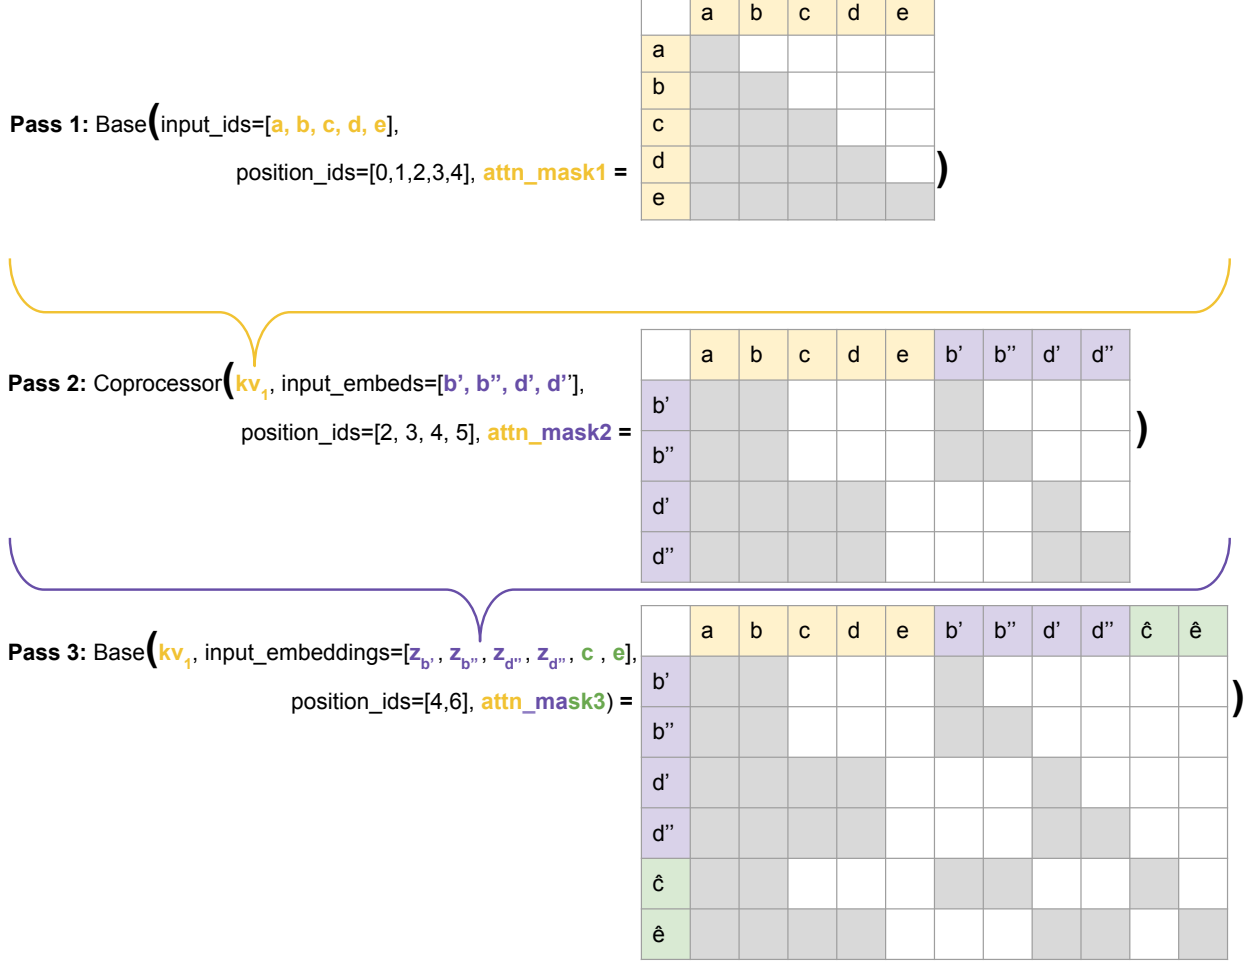 a b c d e
a
b
Pass 1: Base(input_ids=[a, b, c, d, e],
c
position_ids=[0,1,2,3,4], attn_mask1 =
d
)
e
a b c d e b’ b’’ d’ d’’
Pass 2: Coprocessor(kv1, input_embeds=[b’, b’’, d’, d’’],
b’
position_ids=[2, 3, 4, 5], attn_mask2 =
)
b’’
d’
d’’
a b c d e b’ b’’ d’ d’’ ĉ ê
Pass 3: Base(kv1, input_embeddings=[zb’, zb’’, zd’’, zd’’, c , e],
b’
position_ids=[4,6], attn_mask3) =
)
b’’
d’
d’’
ĉ
ê